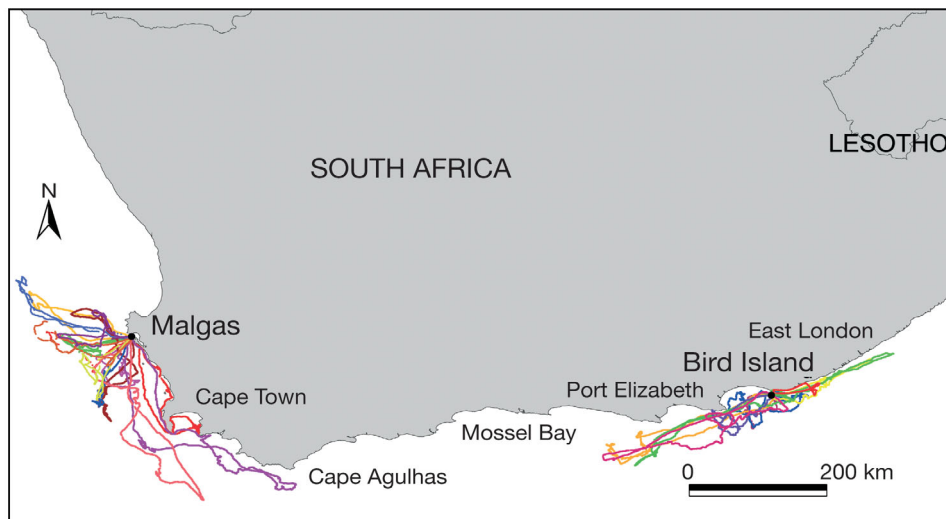 LESOTHO
SOUTH AFRICA
N
Malgas
East London
Bird Island
Cape Town
Port Elizabeth
Mossel Bay
Cape Agulhas
0 200 km